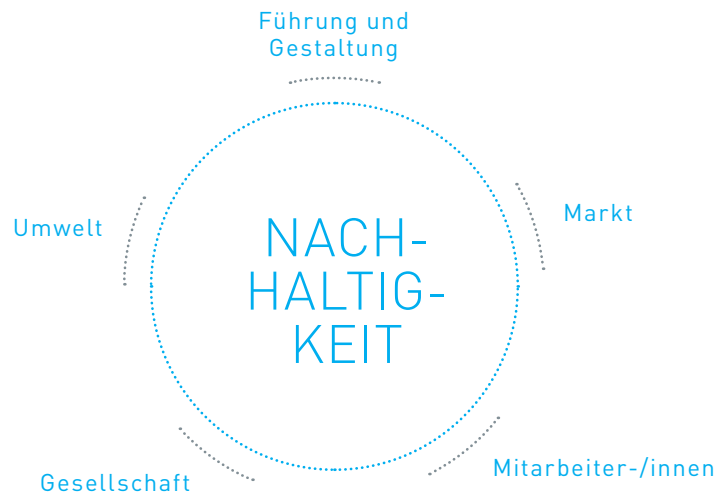 Führung und
Gestaltung
Umwelt
Markt
NACH-
HALTIG-
KEIT
Gesellschaft
Mitarbeiter-/innen